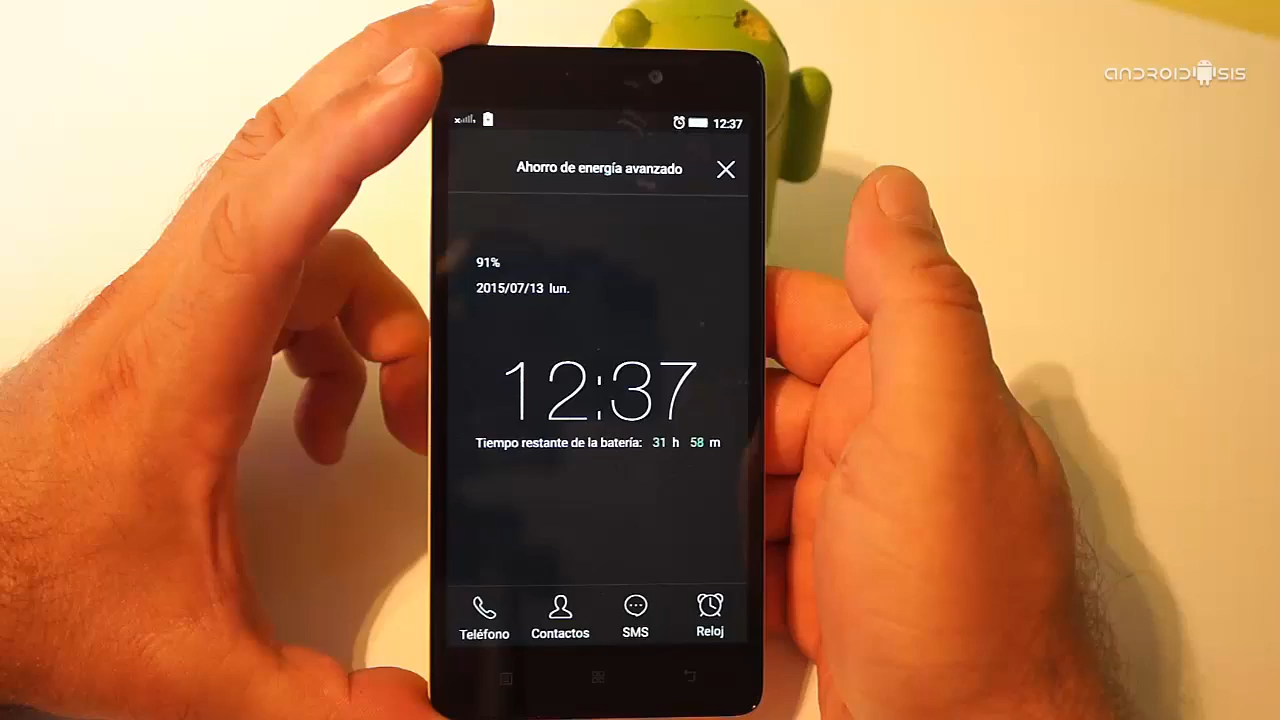 ANDROIDSIS
12:37
Ahorro de energía avanzado
91%
2015/07/13 lun.
12:37
Tiempo restante de la batería: 31 h 58 m
Teléfono Contactos SMS Reloj